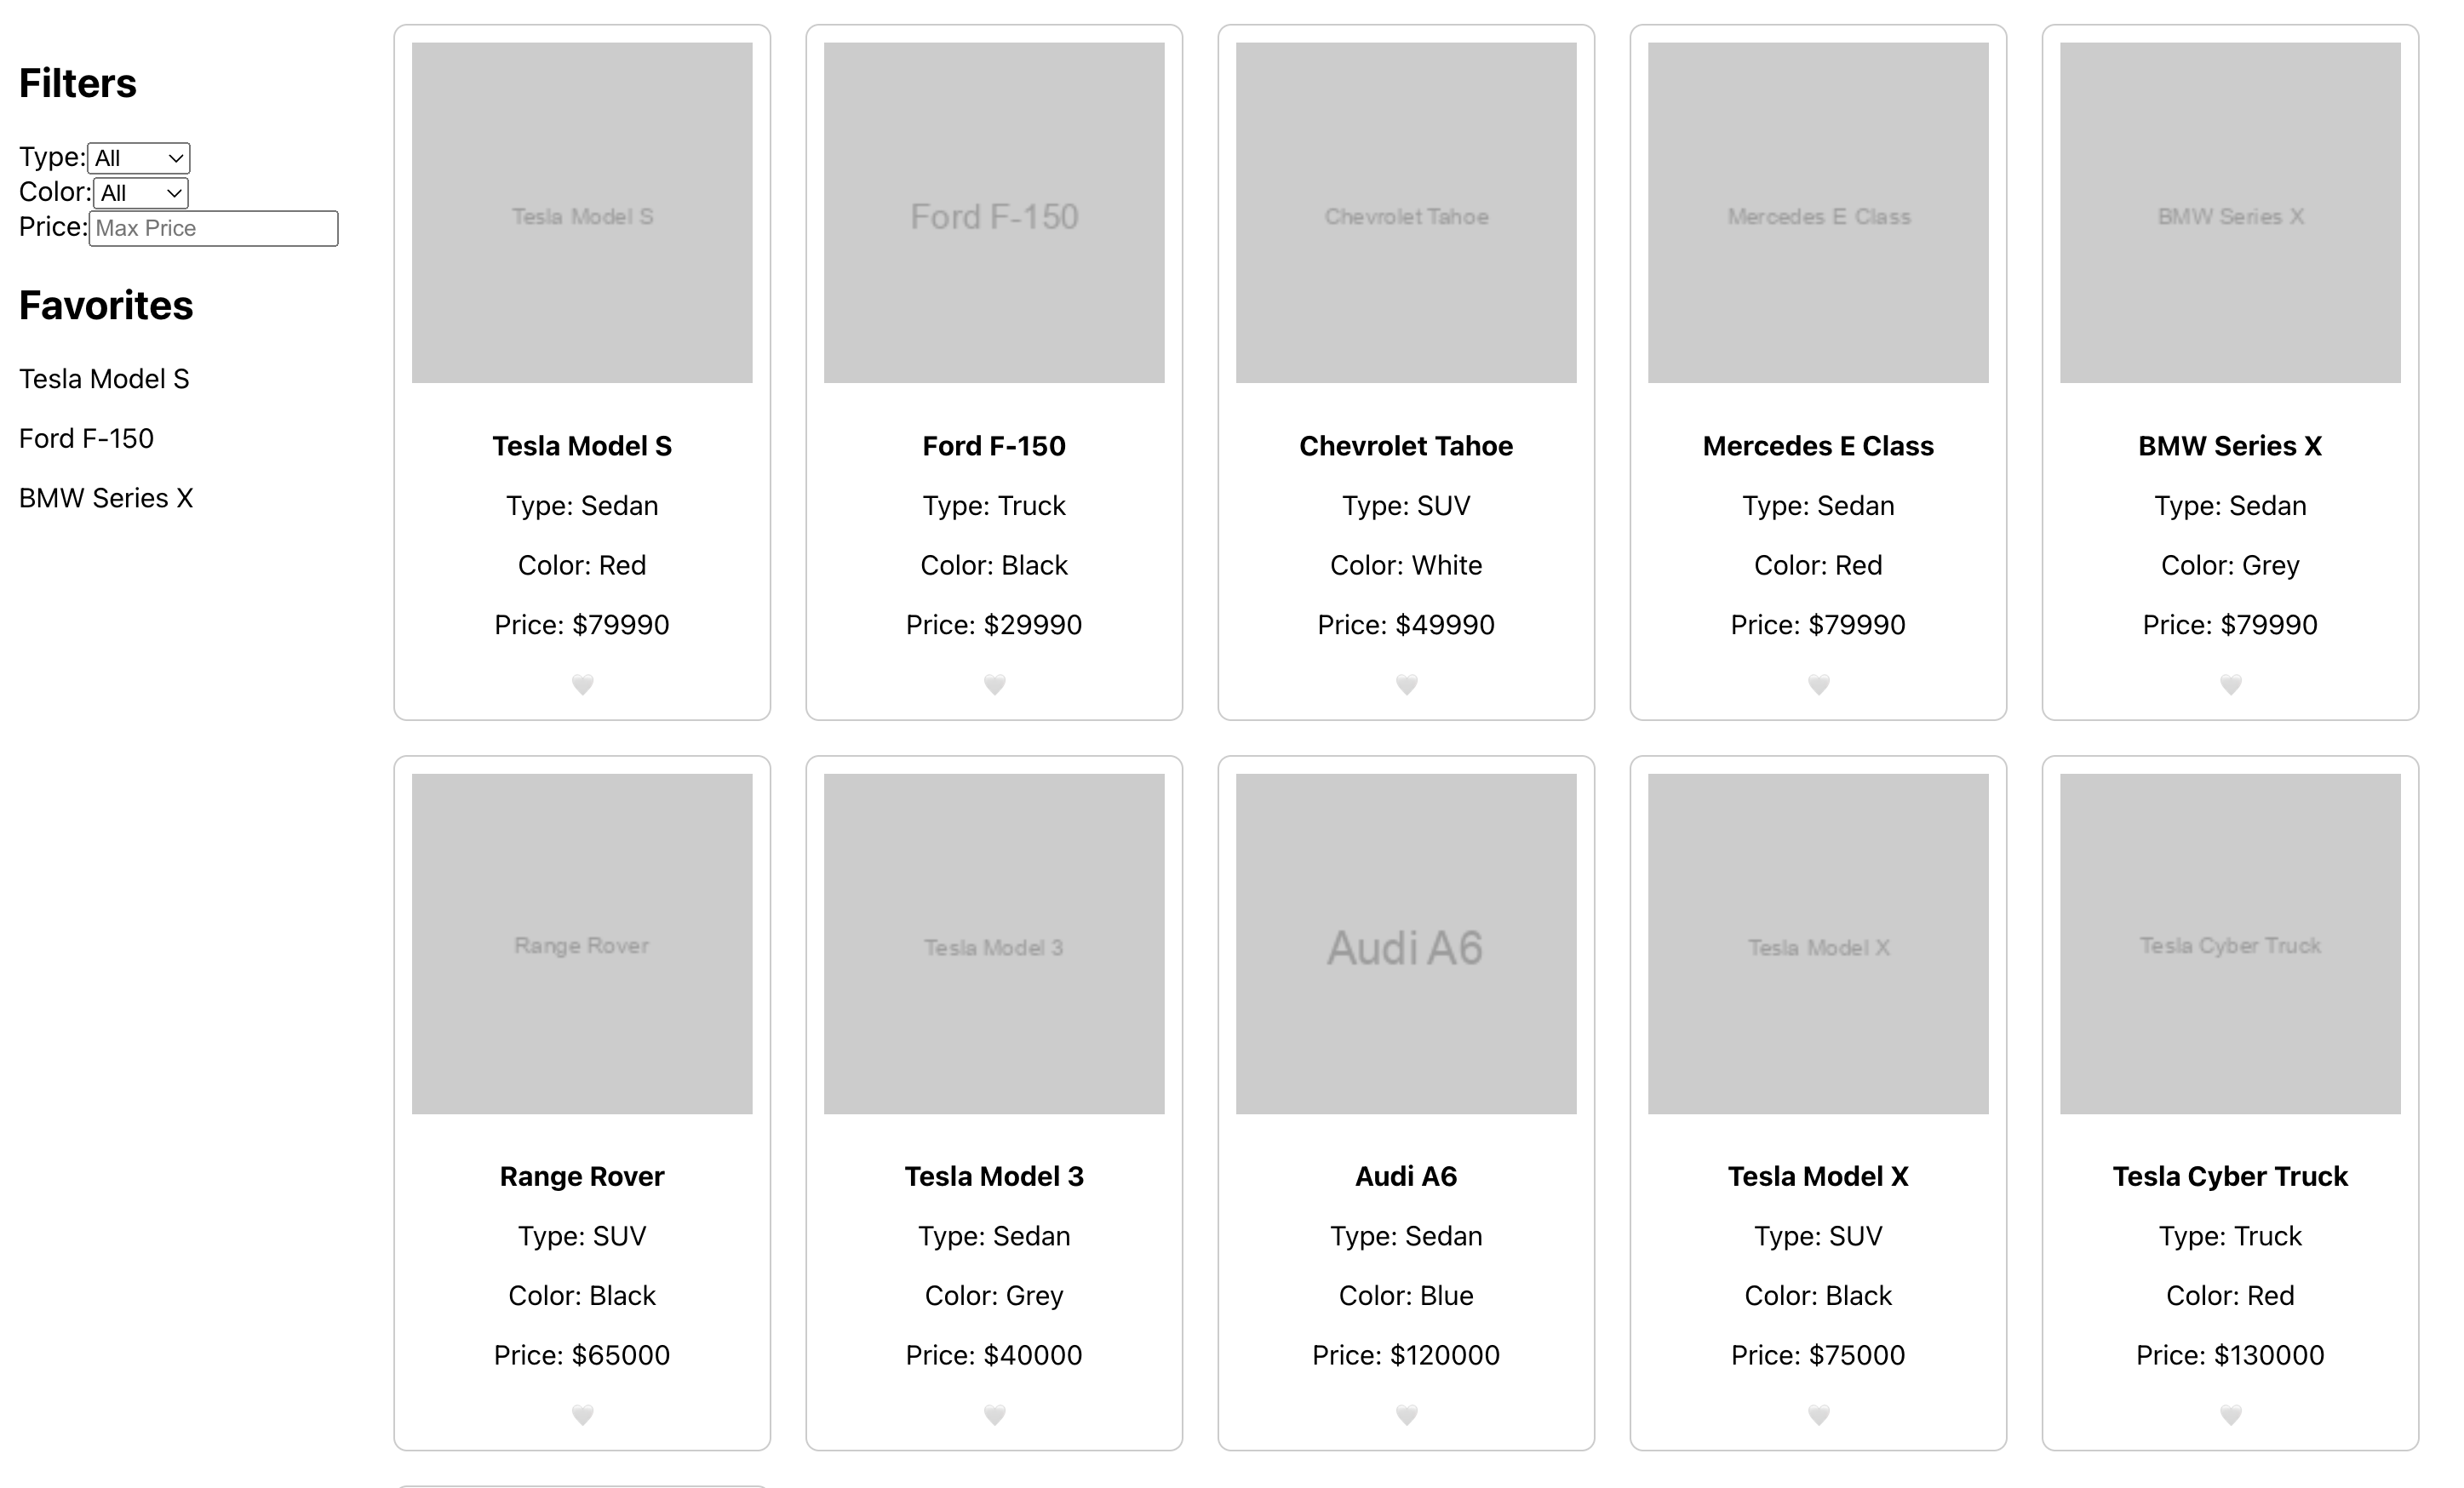 Filters
Type: All
Color: All
Price: Max Price
Favorites
Tesla Model S
Ford F-150
BMW Series X
Tesla Model S
Tesla Model S
Type: Sedan
Color: Red
Price: $79990
Ford F-150
Ford F-150
Type: Truck
Color: Black
Price: $29990
Chevrolet Tahoe
Chevrolet Tahoe
Type: SUV
Color: White
Price: $49990
Mercedes E Class
Mercedes E Class
Type: Sedan
Color: Red
Price: $79990
BMW Series X
BMW Series X
Type: Sedan
Color: Grey
Price: $79990
Range Rover
Range Rover
Type: SUV
Color: Black
Price: $65000
Tesla Model 3
Tesla Model 3
Type: Sedan
Color: Grey
Price: $40000
Audi A6
Audi A6
Type: Sedan
Color: Blue
Price: $120000
Tesla Model X
Tesla Model X
Type: SUV
Color: Black
Price: $75000
Tesla Cyber Truck
Tesla Cyber Truck
Type: Truck
Color: Red
Price: $130000